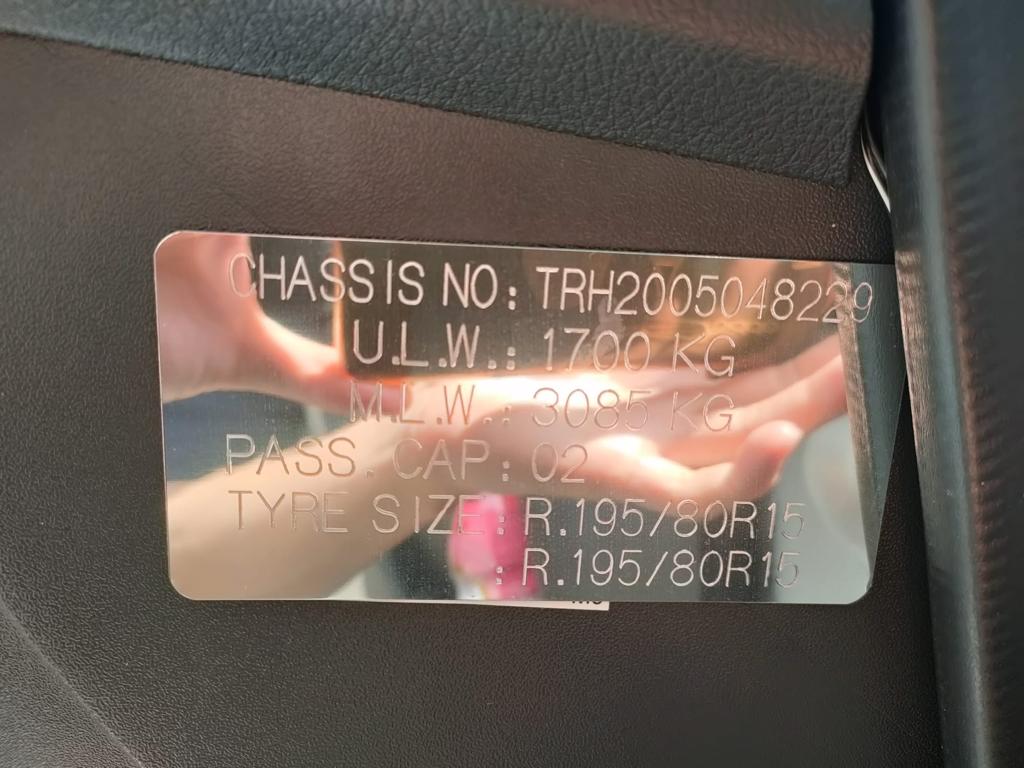 CHASSIS NO: TRH2005048229
U.L.W.: 1700 KG
M.L.W.: 3085 KG
PASS. CAP: 02
TYRE SIZE: R.195/80R15
: R.195/80R15